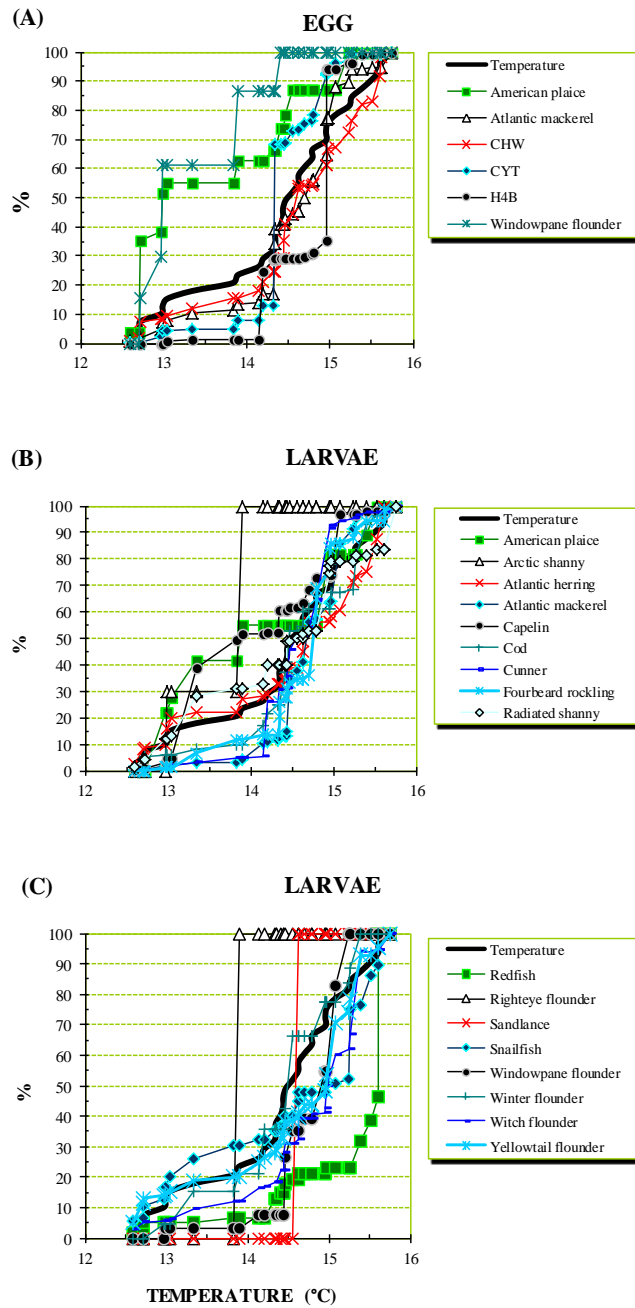 (A)
EGG
100
90
80
70
60
50
40
30
20
10
0
%
12
13
14
15
16
Temperature
American plaice
Atlantic mackerel
CHW
CYT
H4B
Windowpane flounder
(B)
LARVAE
100
90
80
70
60
50
40
30
20
10
0
%
12
13
14
15
16
Temperature
American plaice
Arctic shanny
Atlantic herring
Atlantic mackerel
Capelin
Cod
Cunner
Fourbeard rockling
Radiated shanny
(C)
LARVAE
100
90
80
70
60
50
40
30
20
10
0
%
12
13
14
15
16
TEMPERATURE (°C)
Temperature
Redfish
Righteye flounder
Sandlance
Snailfish
Windowpane flounder
Winter flounder
Witch flounder
Yellowtail flounder